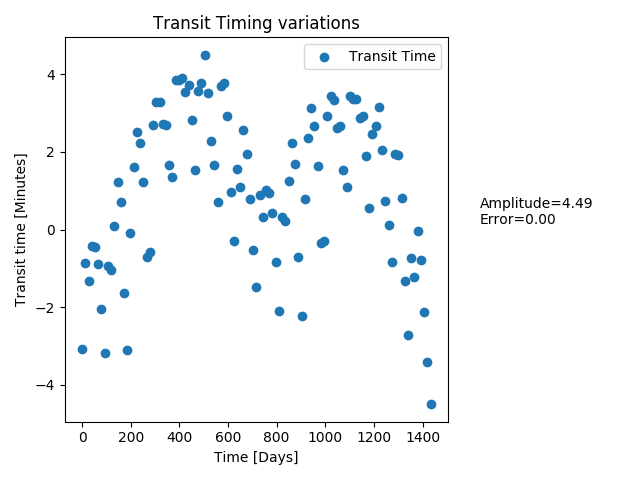 Transit Timing variations
Transit Time
4
2
0
−2
−4
Transit time [Minutes]
Amplitude=4.49
Error=0.00
0 200 400 600 800 1000 1200 1400
Time [Days]